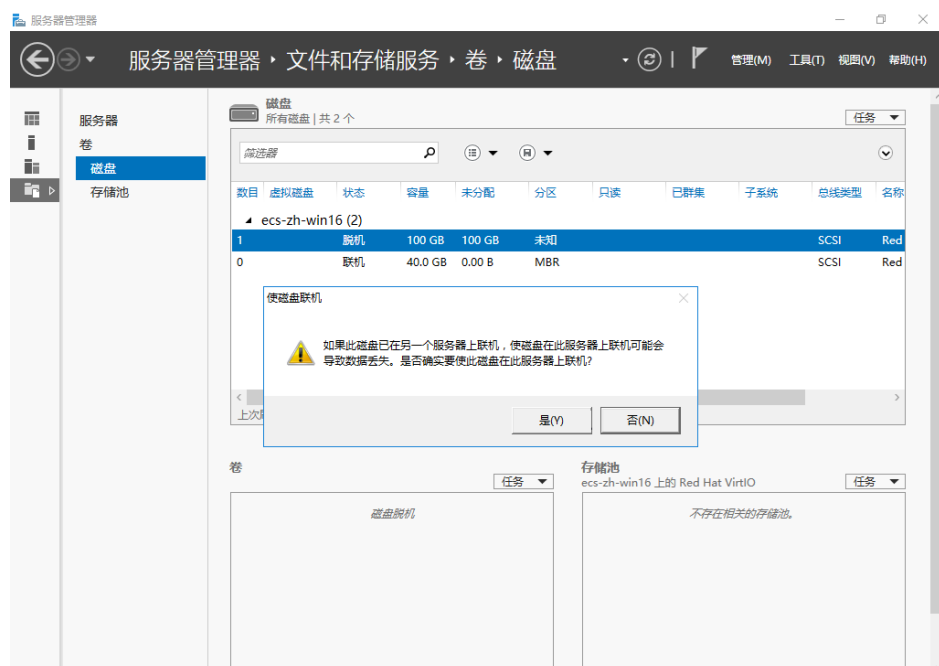 服务器管理器
服务器管理器 ‣ 文件和存储服务 ‣ 卷 ‣ 磁盘
管理(M) 工具(T) 视图(V) 帮助(H)
服务器
卷
磁盘
存储池
磁盘
所有磁盘 | 共 2 个
任务
筛选器
数目 虚拟磁盘 状态 容量 未分配 分区 只读 已群集 子系统 总线类型 名称
ecs-zh-win16 (2)
1 脱机 100 GB 100 GB 未知 SCSI Red
0 联机 40.0 GB 0.00 B MBR SCSI Red
使磁盘联机
如果此磁盘已在另一个服务器上联机，使磁盘在此服务器上联机可能会
导致数据丢失。是否确实要使此磁盘在此服务器上联机?
是(Y) 否(N)
上次
卷
任务
磁盘脱机
存储池
ecs-zh-win16 上的 Red Hat VirtIO
任务
不存在相关的存储池。